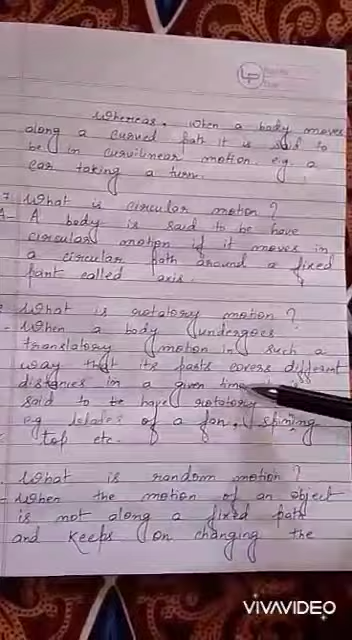 Whereas, when a body moves
along a curved path it is said to
be in curvilinear motion. e.g. a
car taking a turn.
7. What is circular motion?
A- A body is said to be have
circular motion if it moves in
a circular path around a fixed
point called axis.
What is rotatory motion?
- When a body undergoes
translatory motion in such a
way that its parts covers different
distances in a given time
said to be have rotatory
e.g. blades of a fan, spining
top etc.
What is random motion?
- When the motion of an object
is not along a fixed path
and keeps on changing the
VIVAVIDEO